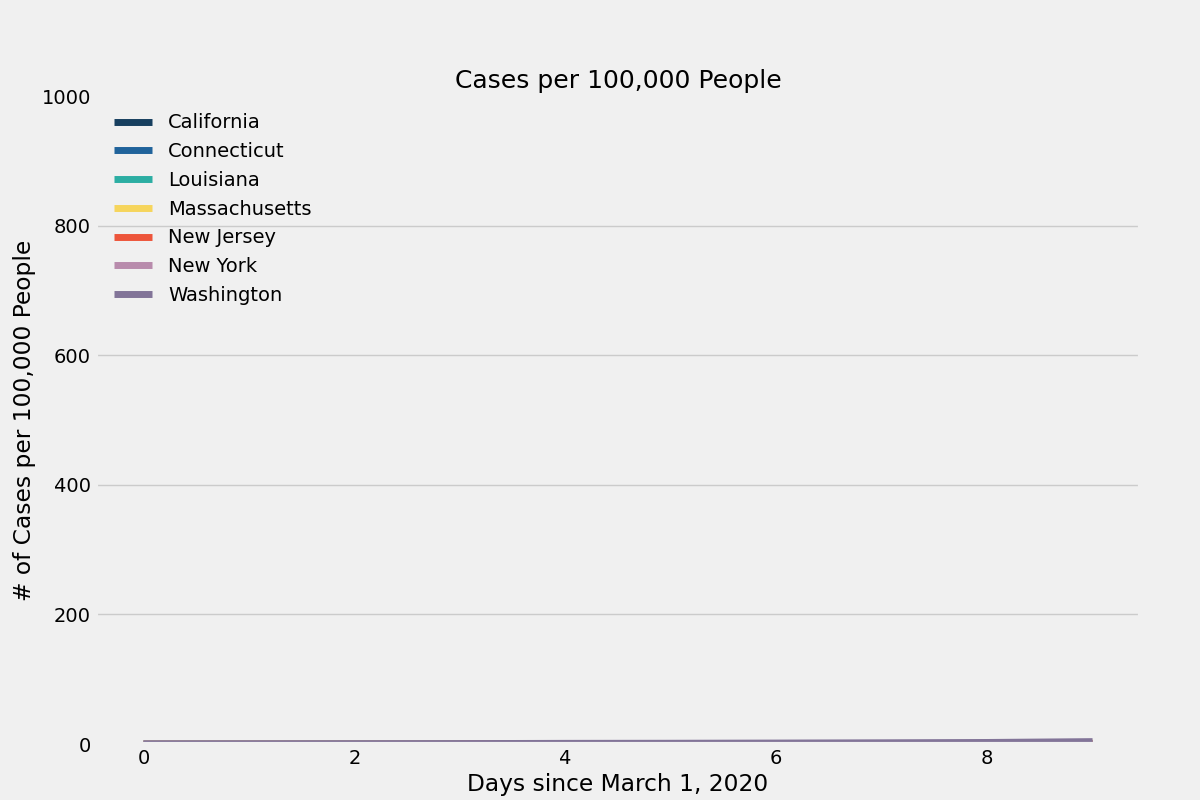 Cases per 100,000 People
1000
800
600
400
200
0
# of Cases per 100,000 People
California
Connecticut
Louisiana
Massachusetts
New Jersey
New York
Washington
0 2 4 6 8
Days since March 1, 2020